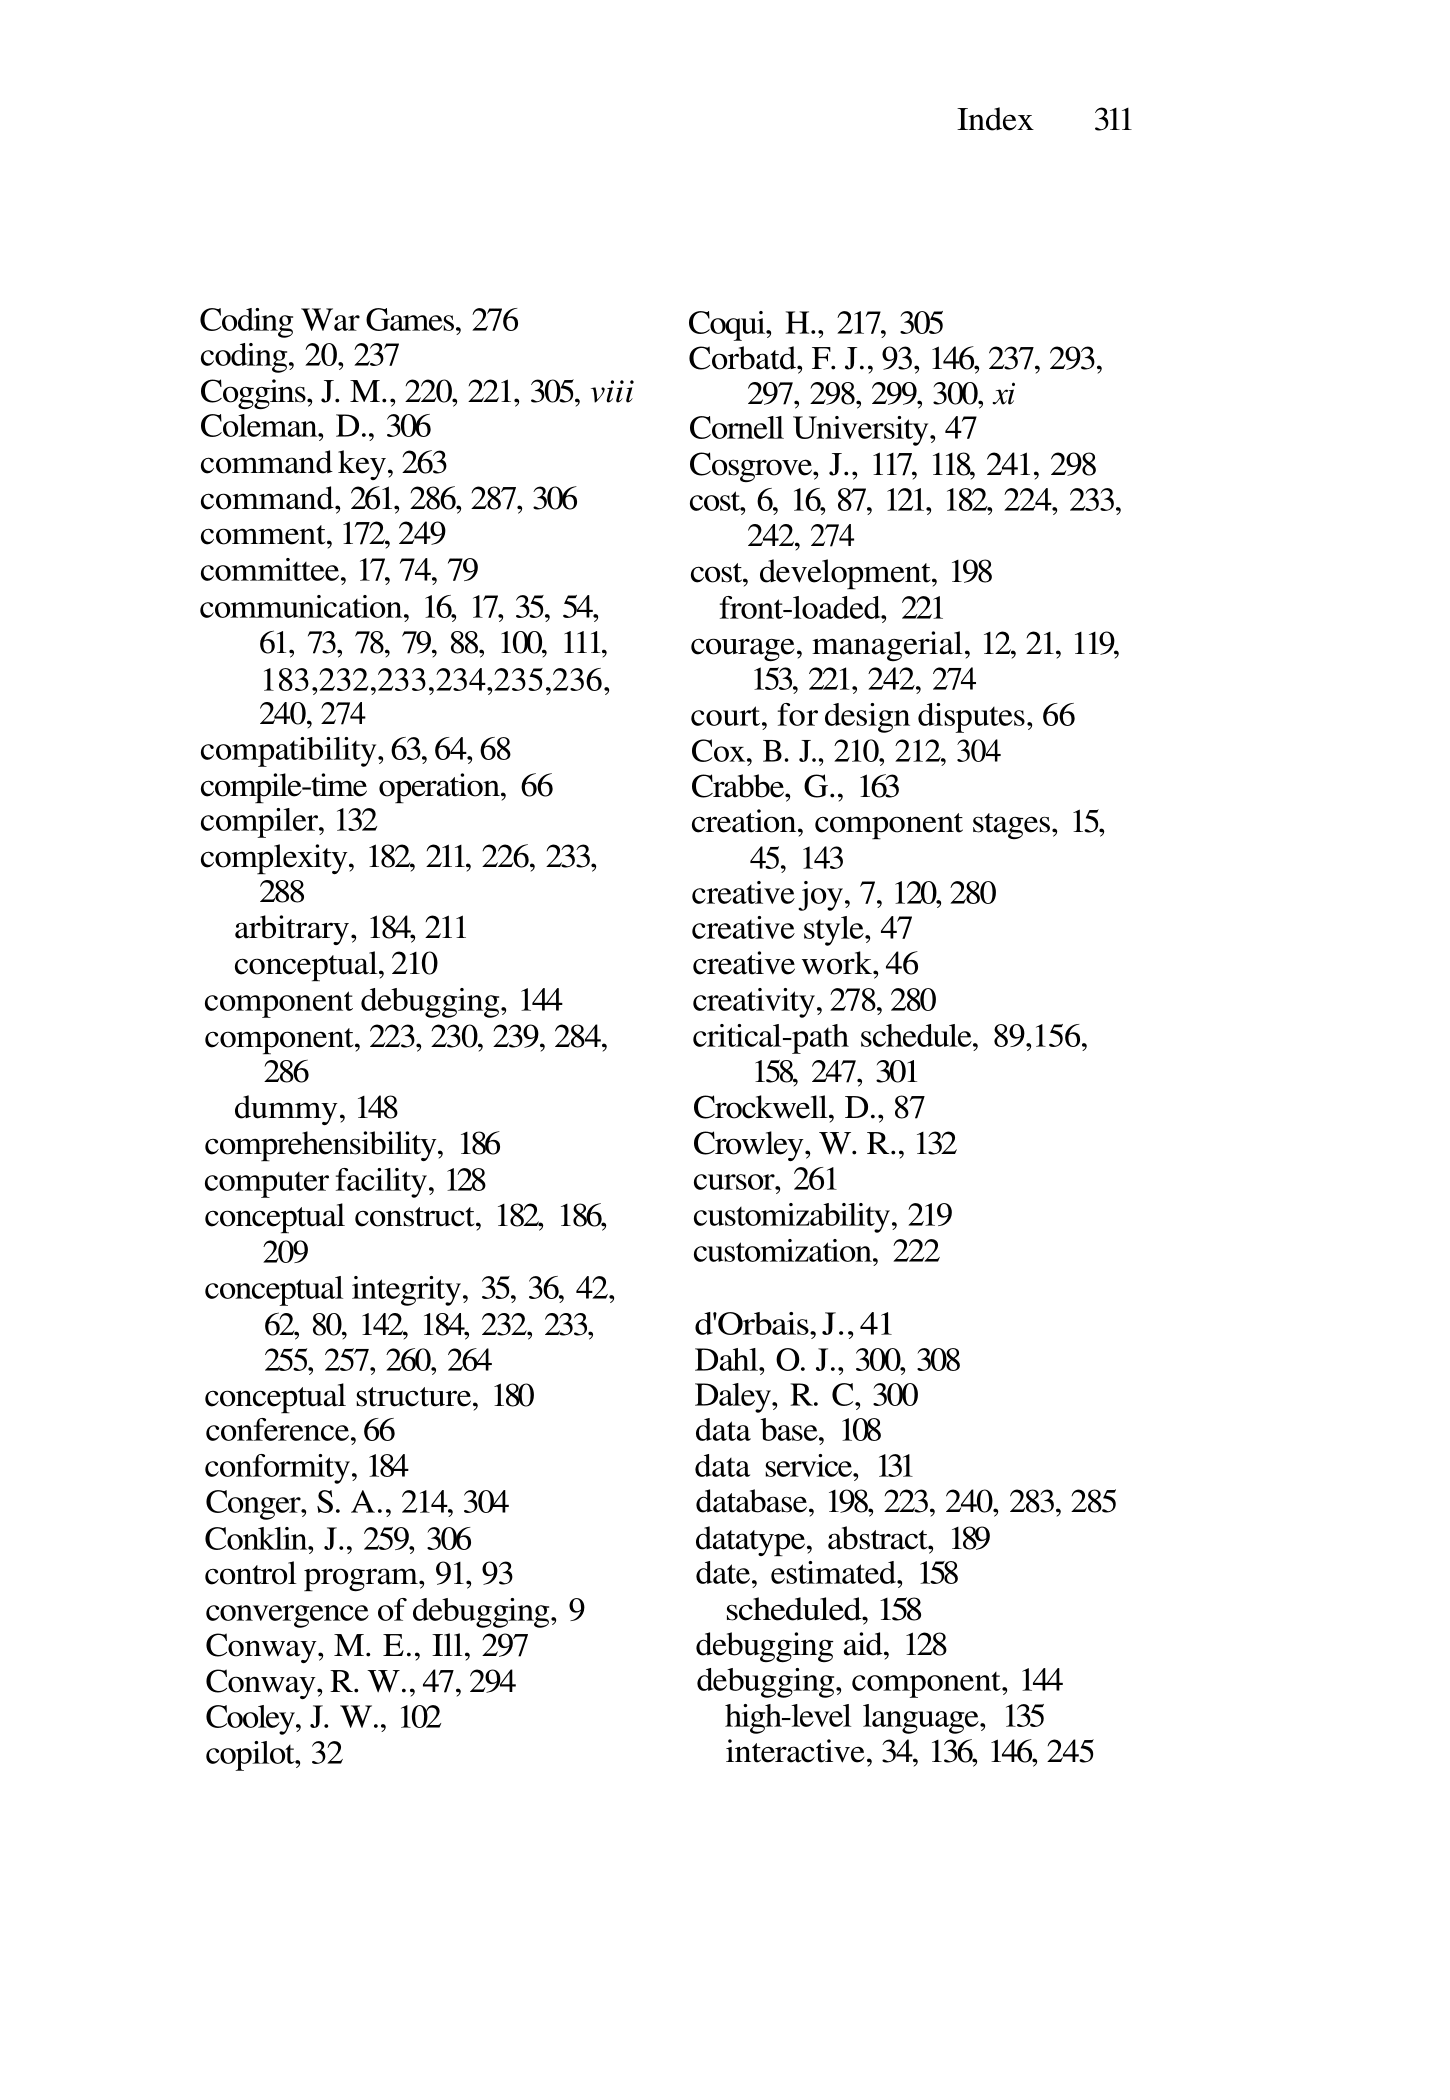 Index 311
Coding War Games, 276
coding, 20, 237
Coggins, J. M., 220, 221, 305, viii
Coleman, D., 306
command key, 263
command, 261, 286, 287, 306
comment, 172, 249
committee, 17, 74, 79
communication, 16, 17, 35, 54,
61, 73, 78, 79, 88, 100, 111,
183,232,233,234,235,236,
240, 274
compatibility, 63, 64, 68
compile-time operation, 66
compiler, 132
complexity, 182, 211, 226, 233,
288
arbitrary, 184, 211
conceptual, 210
component debugging, 144
component, 223, 230, 239, 284,
286
dummy, 148
comprehensibility, 186
computer facility, 128
conceptual construct, 182, 186,
209
conceptual integrity, 35, 36, 42,
62, 80, 142, 184, 232, 233,
255, 257, 260, 264
conceptual structure, 180
conference, 66
conformity, 184
Conger, S. A., 214, 304
Conklin, J., 259, 306
control program, 91, 93
convergence of debugging, 9
Conway, M. E., Ill, 297
Conway, R. W., 47, 294
Cooley, J. W., 102
copilot, 32
Coqui, H., 217, 305
Corbatd, F. J., 93, 146, 237, 293,
297, 298, 299, 300, xi
Cornell University, 47
Cosgrove, J., 117, 118, 241, 298
cost, 6, 16, 87, 121, 182, 224, 233,
242, 274
cost, development, 198
front-loaded, 221
courage, managerial, 12, 21, 119,
153, 221, 242, 274
court, for design disputes, 66
Cox, B. J., 210, 212, 304
Crabbe, G., 163
creation, component stages, 15,
45, 143
creative joy, 7, 120, 280
creative style, 47
creative work, 46
creativity, 278, 280
critical-path schedule, 89,156,
158, 247, 301
Crockwell, D., 87
Crowley, W. R., 132
cursor, 261
customizability, 219
customization, 222
d'Orbais, J., 41
Dahl, O. J., 300, 308
Daley, R. C, 300
data base, 108
data service, 131
database, 198, 223, 240, 283, 285
datatype, abstract, 189
date, estimated, 158
scheduled, 158
debugging aid, 128
debugging, component, 144
high-level language, 135
interactive, 34, 136, 146, 245